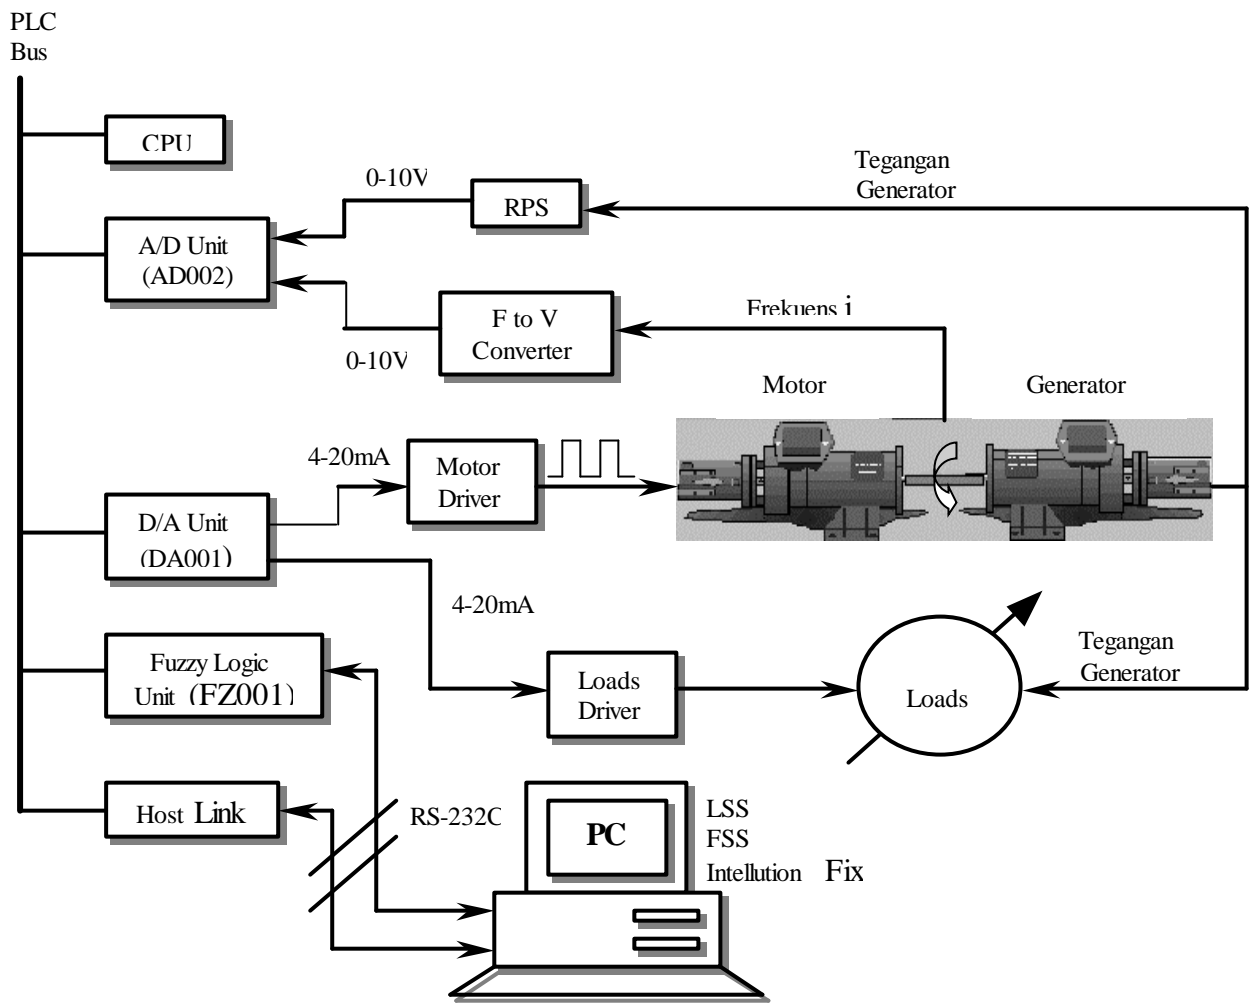 PLC
Bus
CPU
Tegangan
Generator
0-10V
RPS
A/D Unit
(AD002)
Frekuens i
F to V
Converter
0-10V
Motor
Generator
4-20mA
Motor
Driver
D/A Unit
(DA001)
4-20mA
Tegangan
Generator
Fuzzy Logic
Unit (FZ001)
Loads
Driver
Loads
Host Link
RS-232C
PC
LSS
FSS
Intellution Fix